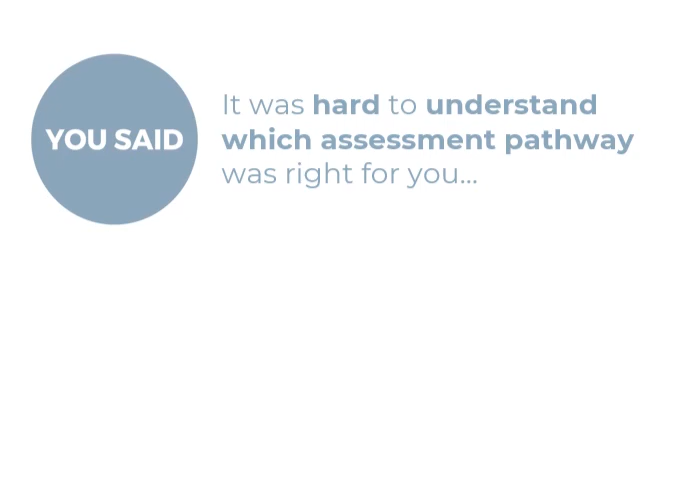 YOU SAID
It was hard to understand
which assessment pathway
was right for you...